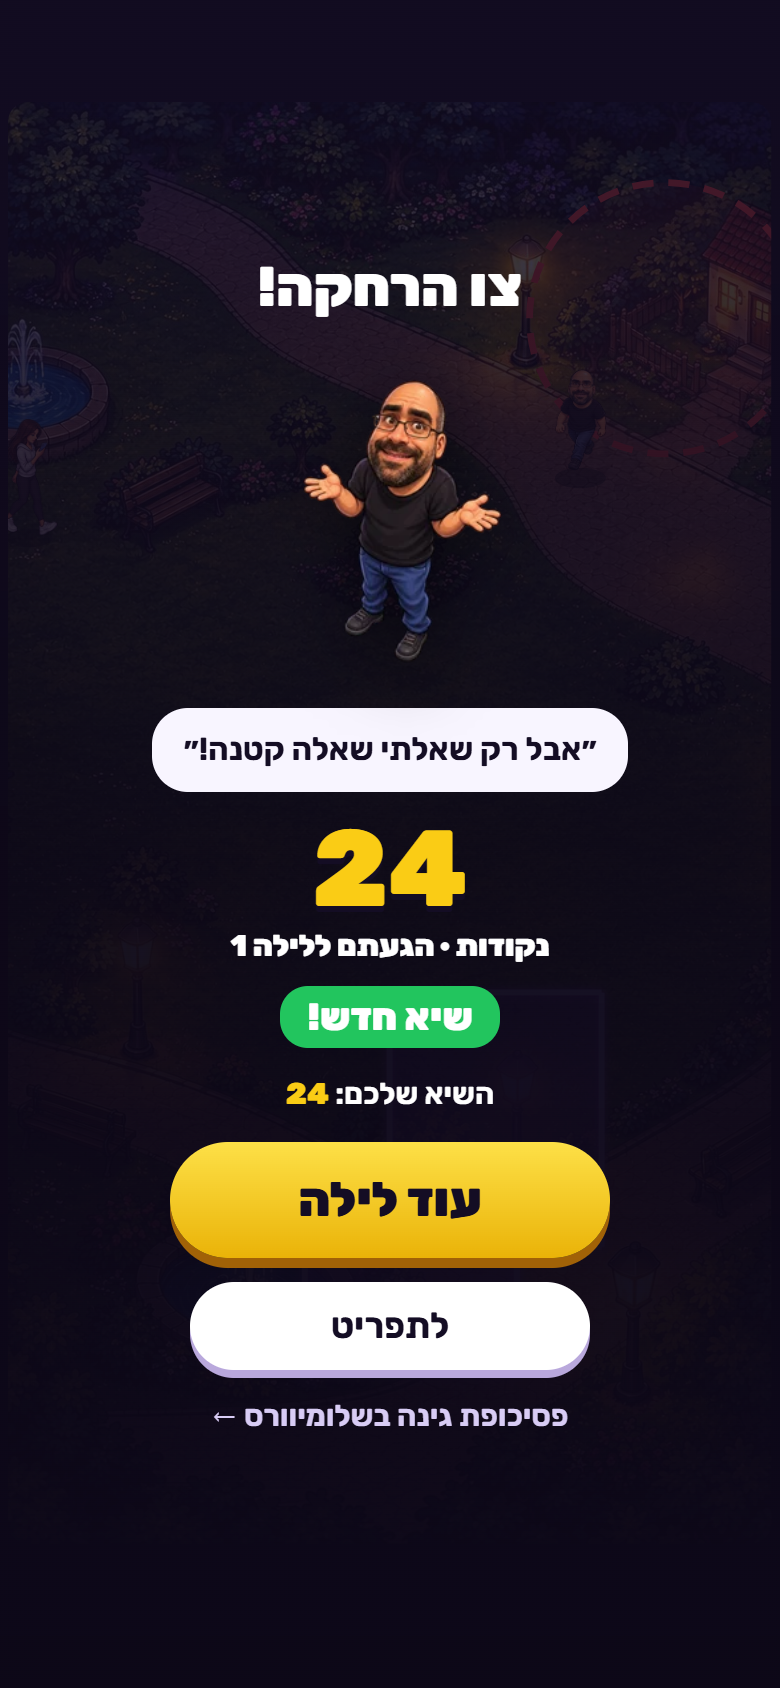 צו הרחקה!
״אבל רק שאלתי שאלה קטנה!״
24
נקודות • הגעתם ללילה 1
שיא חדש!
השיא שלכם: 24
עוד לילה
לתפריט
פסיכופת גינה בשלומיוורס ←